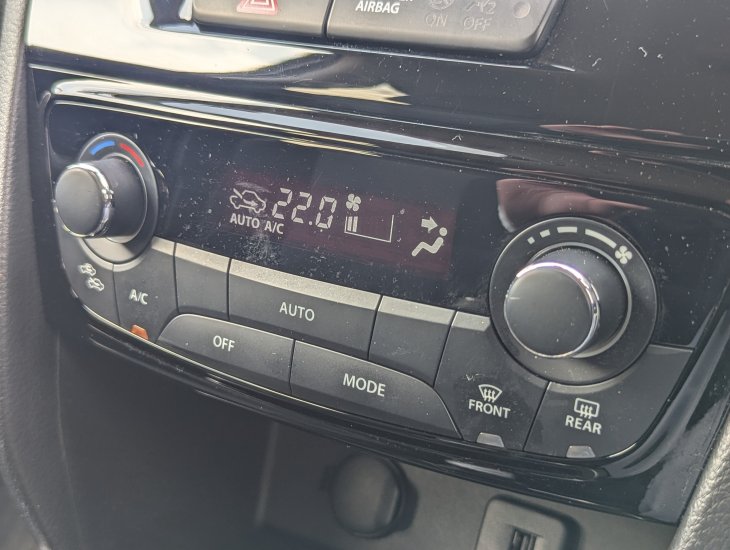 AIRBAG
ON
OFF
22.0
AUTO A/C
A/C
AUTO
OFF
MODE
FRONT
REAR